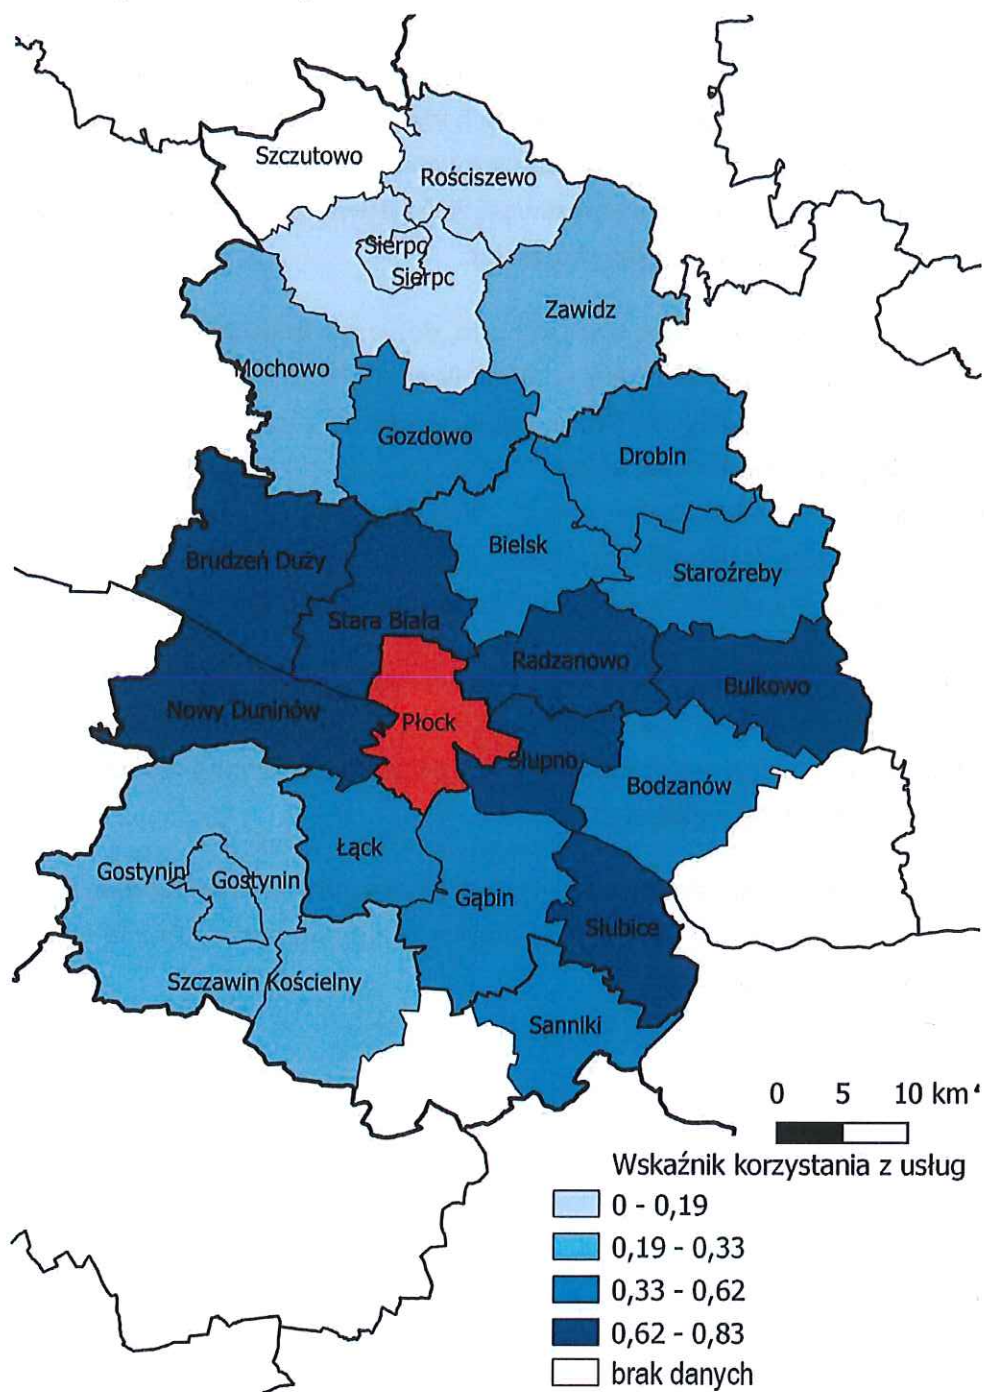 Szczutowo
Rościszewo
Sierpc
Sierpc
Zawidz
Mochowo
Gozdowo
Drobin
Bielsk
Brudzeń Duży
Staroźreby
Stara Biała
Radzanowo
Bulkowo
Nowy Duninów
Płock
Słupno
Bodzanów
Łąck
Gostynin
Gostynin
Gąbin
Słubice
Szczawin Kościelny
Sanniki
0 5 10 km
Wskaźnik korzystania z usług
0 - 0,19
0,19 - 0,33
0,33 - 0,62
0,62 - 0,83
brak danych